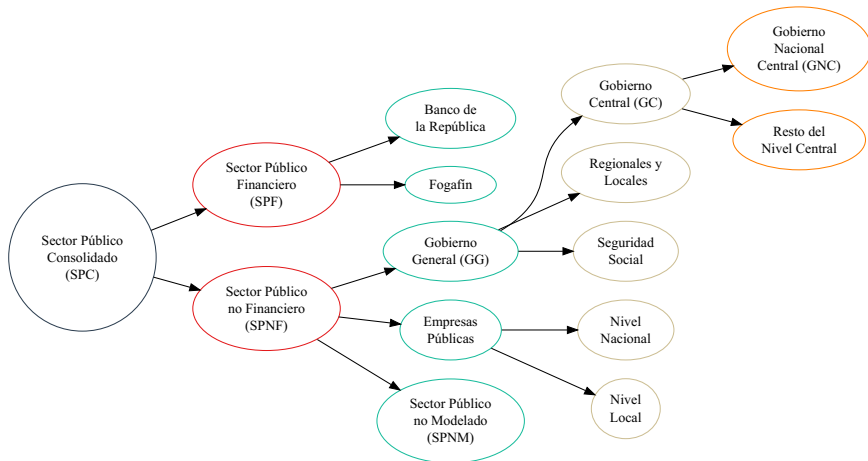 Sector Público
Consolidado
(SPC)
Sector Público
Financiero
(SPF)
Sector Público
no Financiero
(SPNF)
Banco de
la República
Fogafín
Gobierno
General (GG)
Empresas
Públicas
Sector Público
no Modelado
(SPNM)
Gobierno
Central (GC)
Regionales y
Locales
Seguridad
Social
Nivel
Nacional
Nivel
Local
Gobierno
Nacional
Central (GNC)
Resto del
Nivel Central